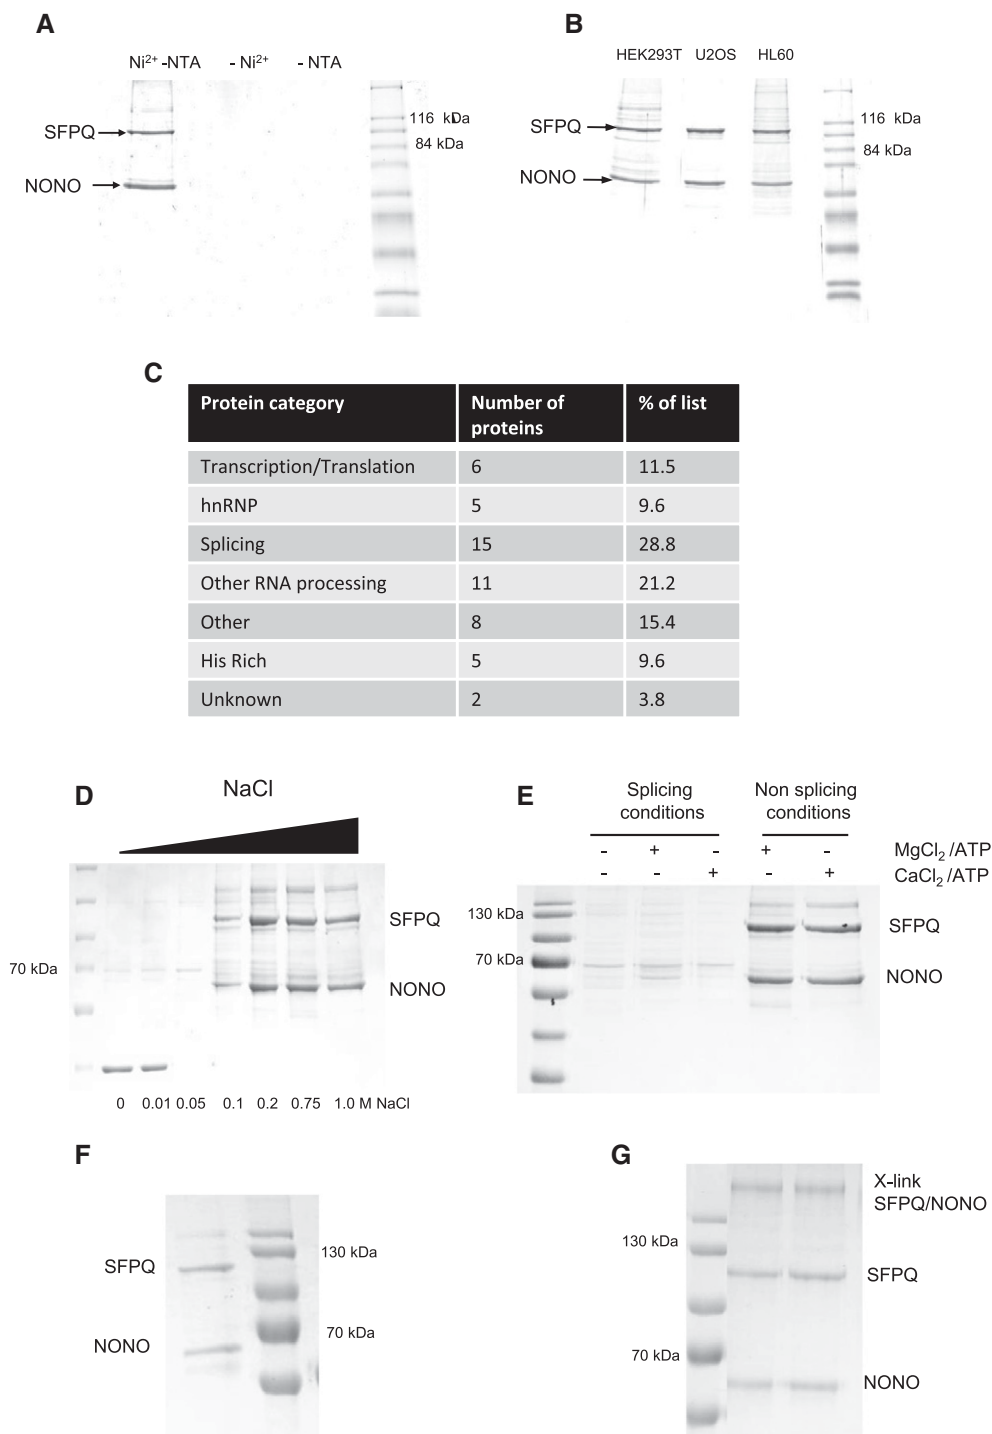 A
Ni²⁺ -NTA - Ni²⁺ - NTA
SFPQ
NONO
116 kDa
84 kDa
B
HEK293T U2OS HL60
SFPQ
NONO
116 kDa
84 kDa
C
Protein category Number of proteins % of list
Transcription/Translation 6 11.5
hnRNP 5 9.6
Splicing 15 28.8
Other RNA processing 11 21.2
Other 8 15.4
His Rich 5 9.6
Unknown 2 3.8
D
NaCl
SFPQ
70 kDa
NONO
0 0.01 0.05 0.1 0.2 0.75 1.0 M NaCl
E
Splicing conditions
Non splicing conditions
- + - + - MgCl₂/ATP
- - + - + CaCl₂/ATP
130 kDa
SFPQ
70 kDa
NONO
F
130 kDa
SFPQ
70 kDa
NONO
G
X-link
SFPQ/NONO
130 kDa
SFPQ
70 kDa
NONO